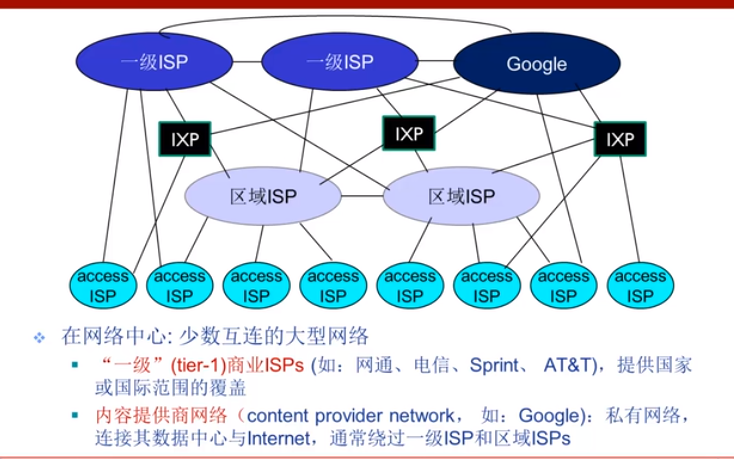 一级ISP 一级ISP Google
IXP IXP IXP
区域ISP 区域ISP
access access access access access access access access
ISP ISP ISP ISP ISP ISP ISP ISP
在网络中心: 少数互连的大型网络
“一级”(tier-1)商业ISPs (如：网通、电信、Sprint、 AT&T)，提供国家
或国际范围的覆盖
内容提供商网络（content provider network， 如：Google)：私有网络，
连接其数据中心与Internet，通常绕过一级ISP和区域ISPs